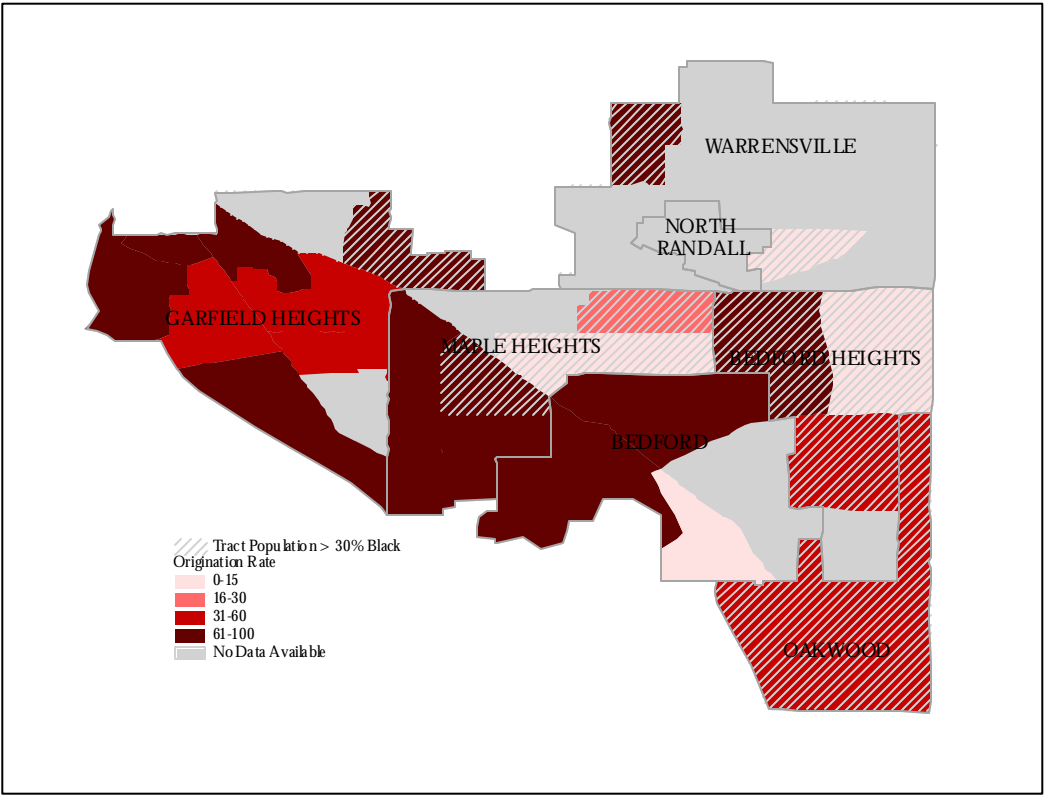 WARRENSVILLE
NORTH
RANDALL
GARFIELD HEIGHTS
MAPLE HEIGHTS
BEDFORD HEIGHTS
BEDFORD
OAKWOOD
Tract Population > 30% Black
Origination Rate
0-15
16-30
31-60
61-100
No Data Available